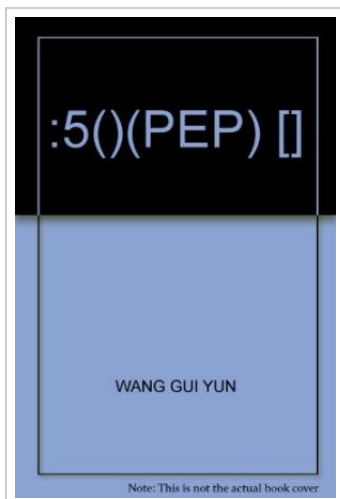 :5()(PEP) []
WANG GUI YUN
Note: This is not the actual book cover